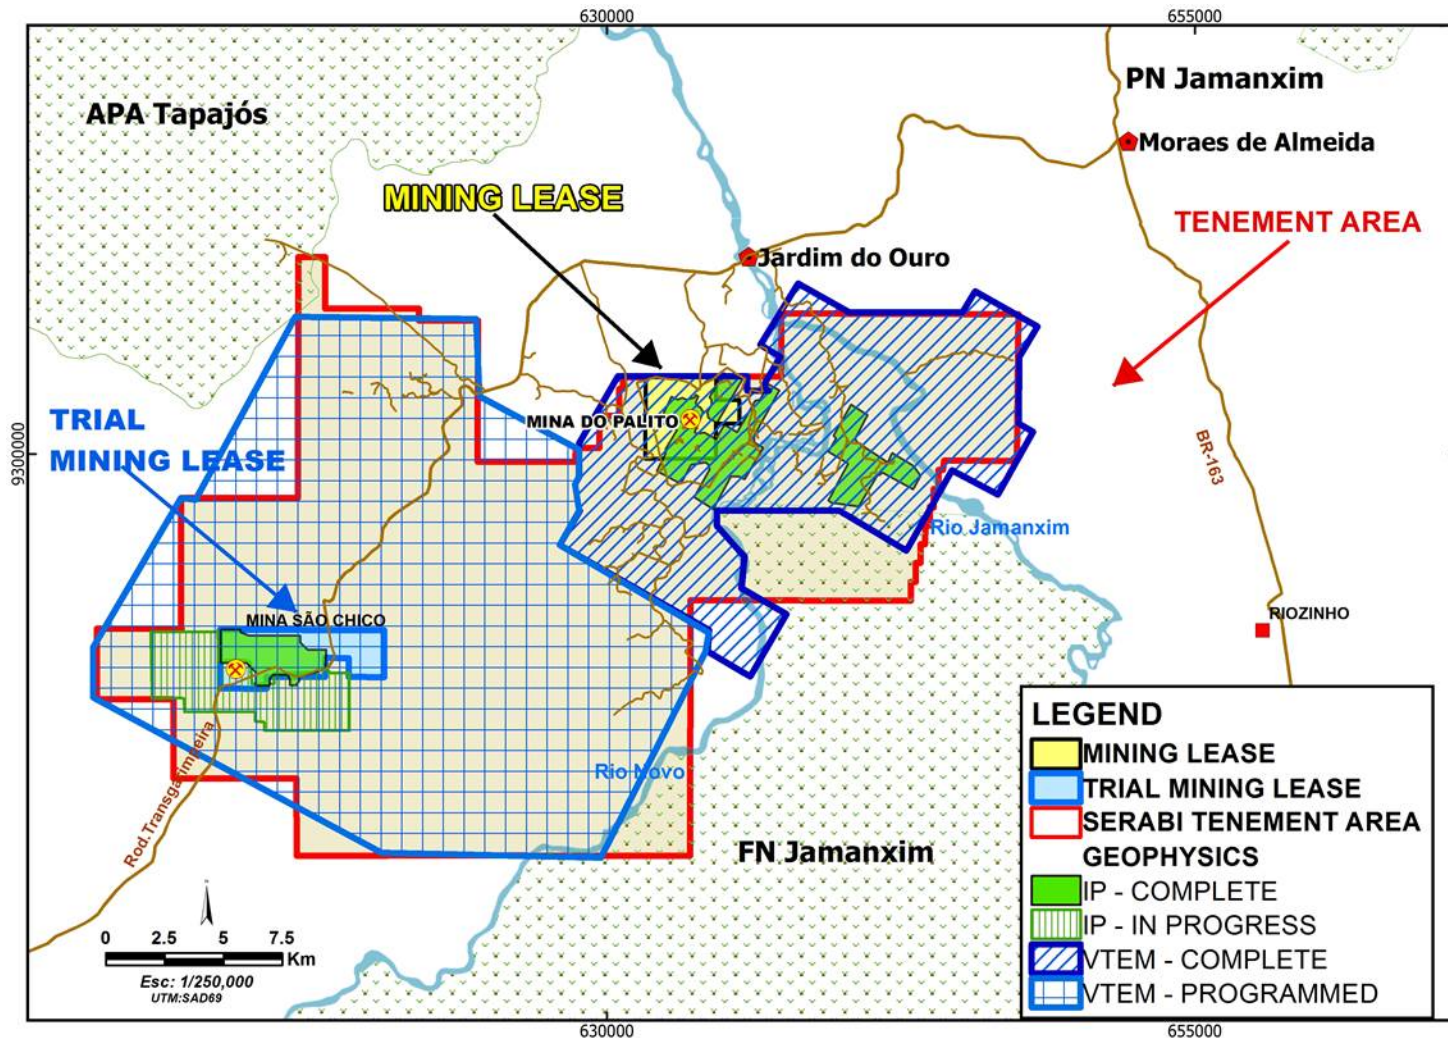 630000
655000
PN Jamanxim
APA Tapajós
Moraes de Almeida
MINING LEASE
TENEMENT AREA
Jardim do Ouro
TRIAL
MINING LEASE
MINA DO PALITO
9300000
BR-163
Rio Jamanxim
MINA SÃO CHICO
RIOZINHO
Rod.Transgarimpeira
Rio Novo
FN Jamanxim
LEGEND
MINING LEASE
TRIAL MINING LEASE
SERABI TENEMENT AREA
GEOPHYSICS
IP - COMPLETE
IP - IN PROGRESS
VTEM - COMPLETE
VTEM - PROGRAMMED
0 2.5 5 7.5
Km
Esc: 1/250,000
UTM:SAD69
630000
655000